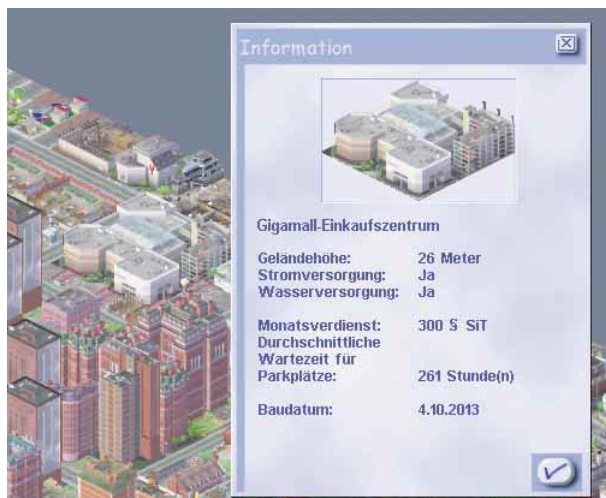 Information
Gigamall-Einkaufszentrum
Geländehöhe: 26 Meter
Stromversorgung: Ja
Wasserversorgung: Ja
Monatsverdienst: 300 § SiT
Durchschnittliche
Wartezeit für
Parkplätze: 261 Stunde(n)
Baudatum: 4.10.2013